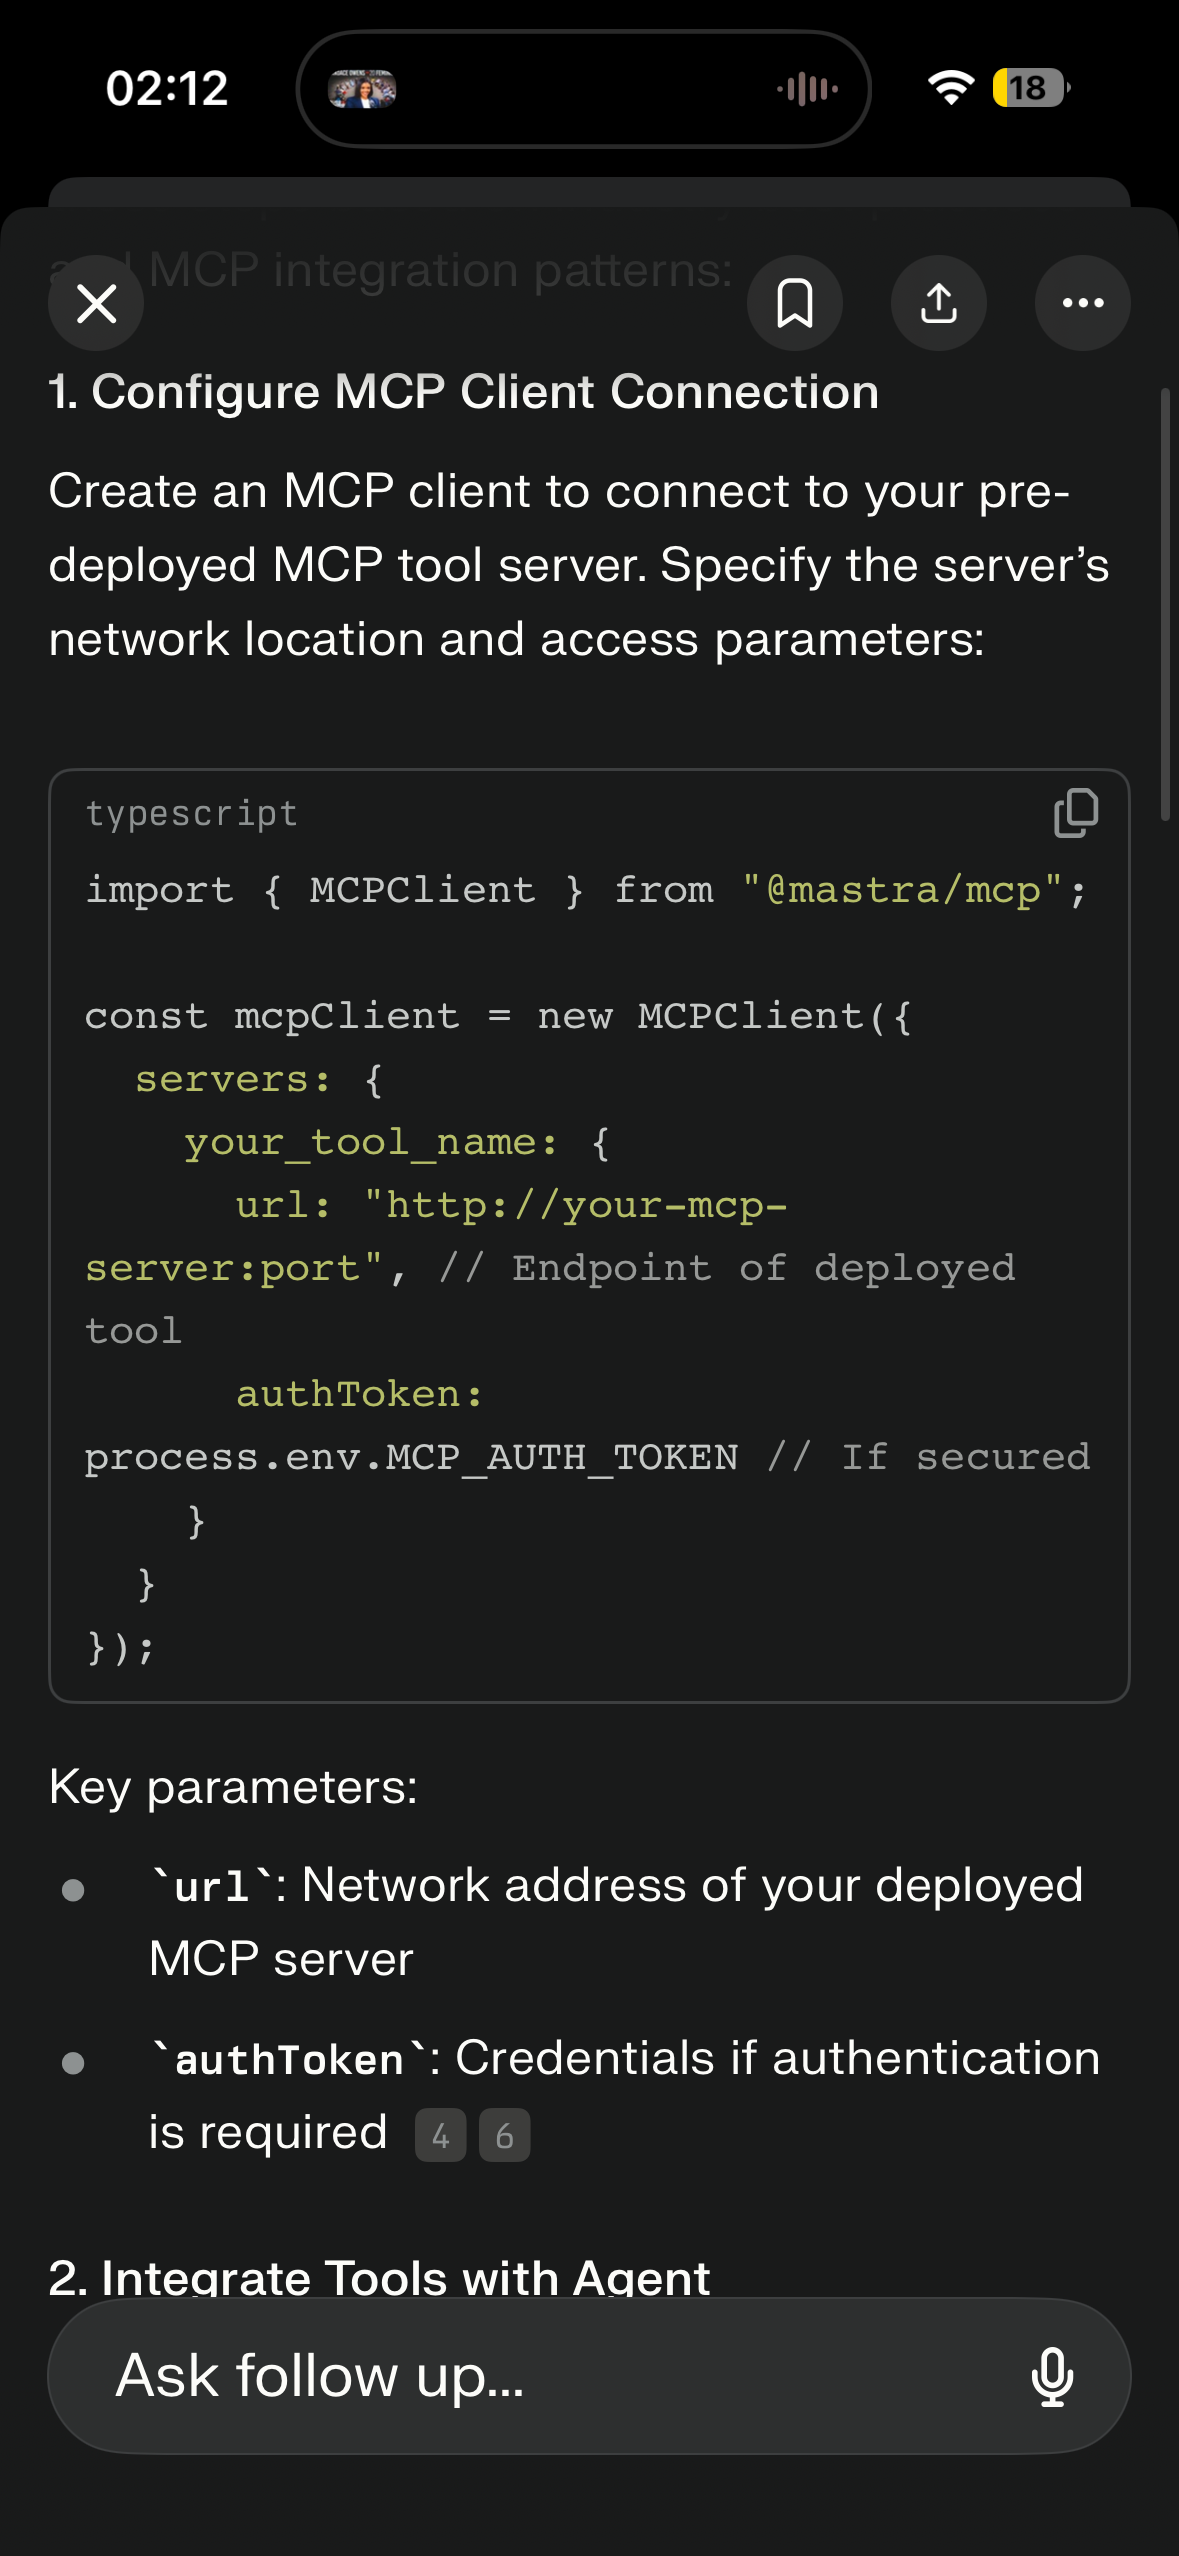 02:12
18
MCP integration patterns:
1. Configure MCP Client Connection
Create an MCP client to connect to your pre-
deployed MCP tool server. Specify the server’s
network location and access parameters:
typescript
import { MCPClient } from "@mastra/mcp";
const mcpClient = new MCPClient({
servers: {
your_tool_name: {
url: "http://your-mcp-
server:port", // Endpoint of deployed
tool
authToken:
process.env.MCP_AUTH_TOKEN // If secured
}
}
});
Key parameters:
`url`: Network address of your deployed
MCP server
`authToken`: Credentials if authentication
is required 4 6
2. Integrate Tools with Agent
Ask follow up...